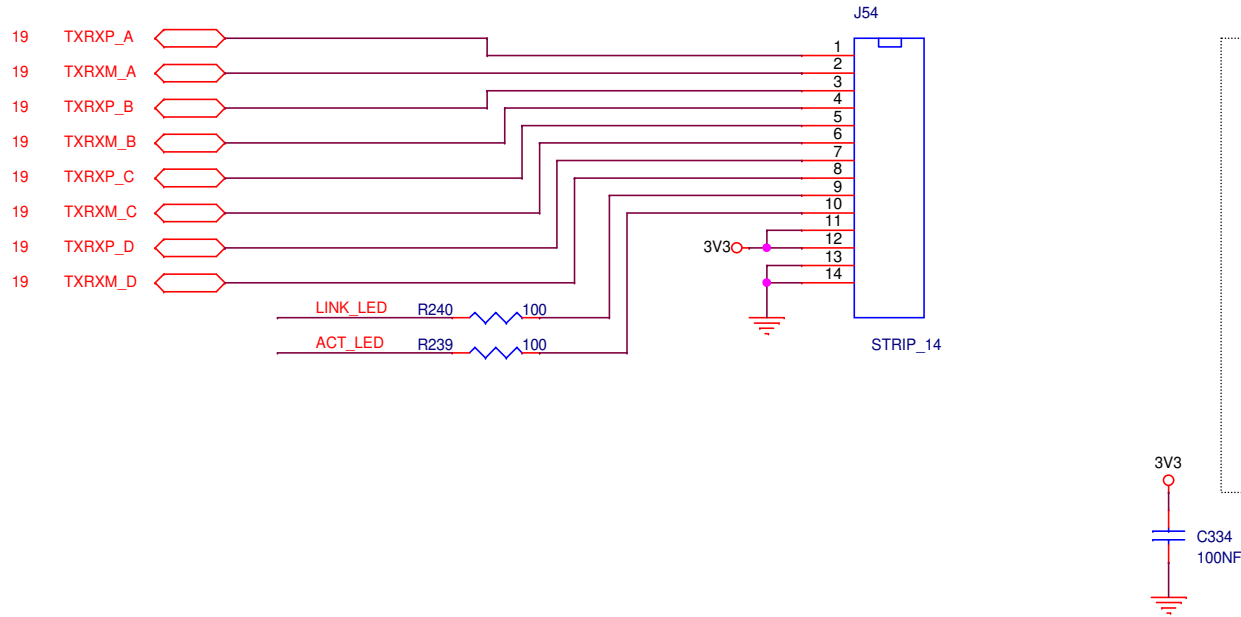 J54
19 TXRXP_A
1
19 TXRXM_A
2
3
19 TXRXP_B
4
5
19 TXRXM_B
6
7
19 TXRXP_C
8
9
19 TXRXM_C
10
11
19 TXRXP_D
3V3
12
13
19 TXRXM_D
14
LINK_LED R240 100
ACT_LED R239 100
STRIP_14
3V3
C334
100NF